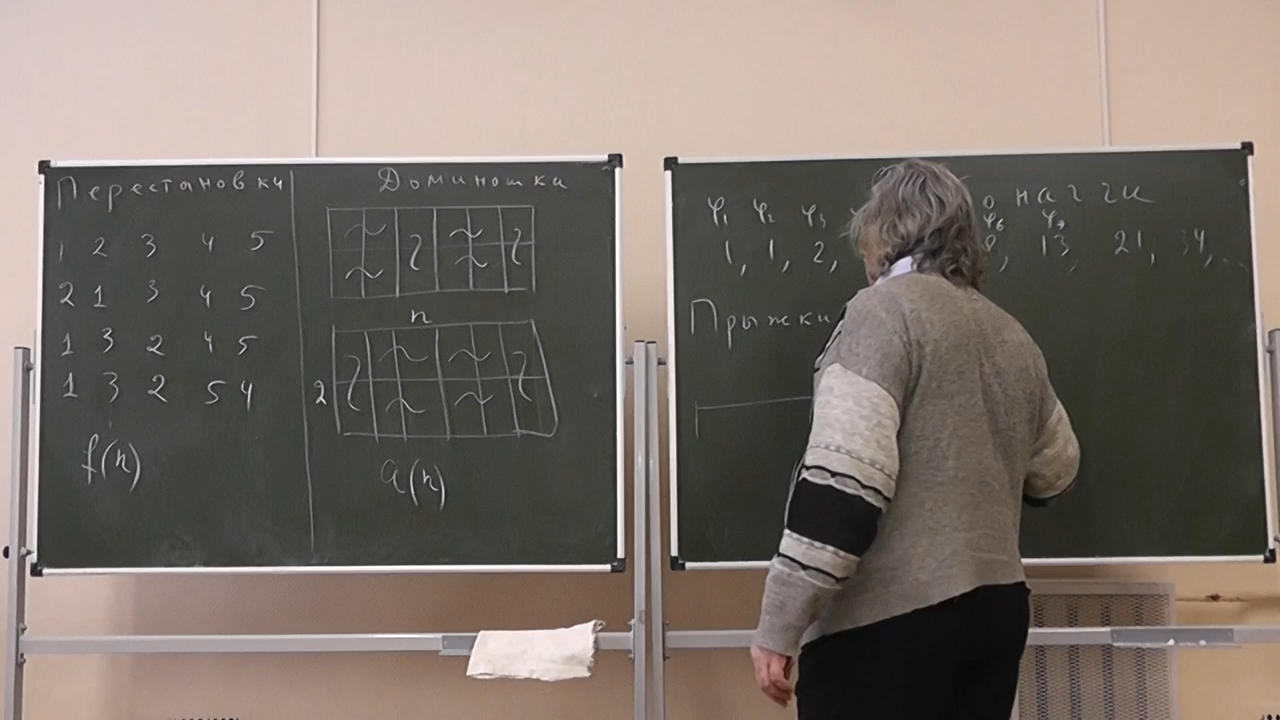 Перестановки
1 2 3 4 5
2 1 3 4 5
1 3 2 4 5
1 3 2 5 4
f(n)
Доминошки
n
2
a(n)
φ₁ φ₂ φ₃ φ₆ φ₇
1, 1, 2, 13, 21, 34, ...
Прыжки